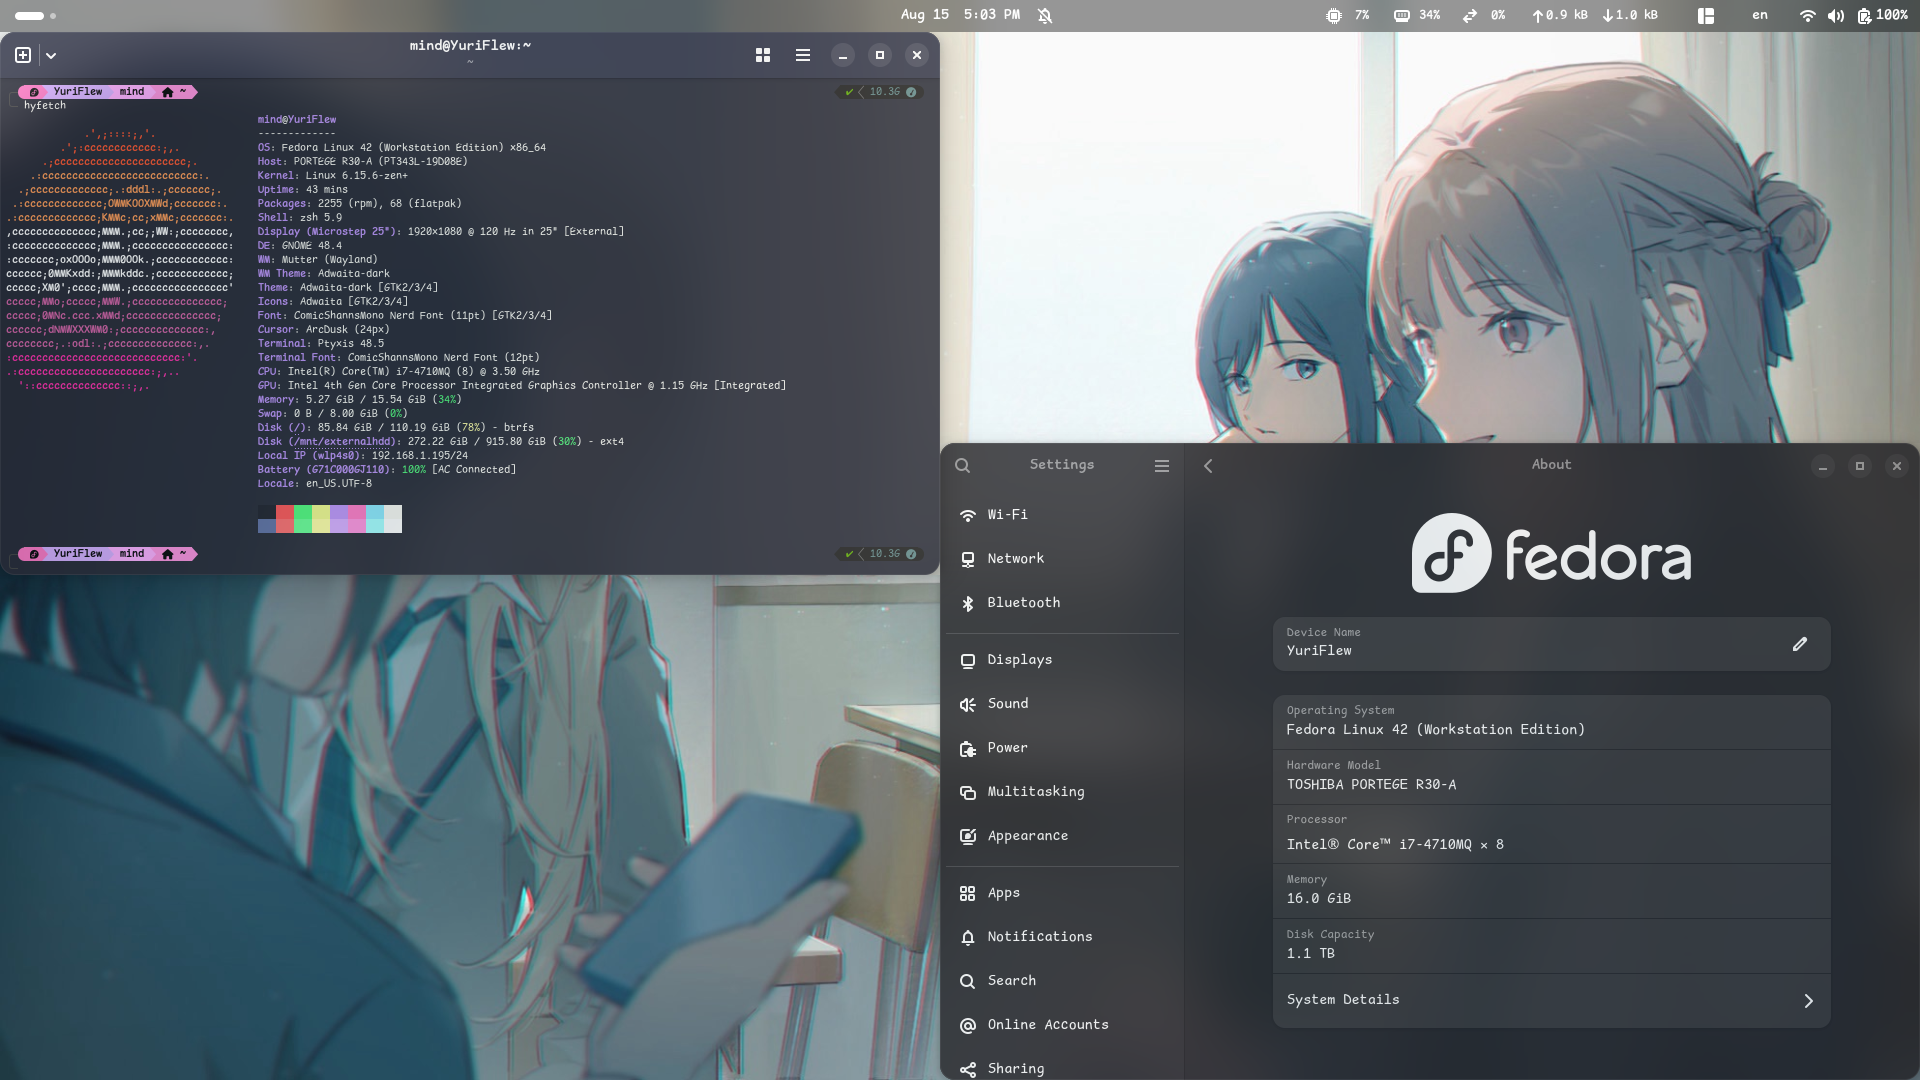 Aug 15 5:03 PM
7% 34% 0% 0.9 kB 1.0 kB en 100%
mind@YuriFlew:~
~
YuriFlew mind ~
10.3G
hyfetch
mind@YuriFlew
-------------
OS: Fedora Linux 42 (Workstation Edition) x86_64
Host: PORTEGE R30-A (PT343L-19D08E)
Kernel: Linux 6.15.6-zen+
Uptime: 43 mins
Packages: 2255 (rpm), 68 (flatpak)
Shell: zsh 5.9
Display (Microstep 25"): 1920x1080 @ 120 Hz in 25" [External]
DE: GNOME 48.4
WM: Mutter (Wayland)
WM Theme: Adwaita-dark
Theme: Adwaita-dark [GTK2/3/4]
Icons: Adwaita [GTK2/3/4]
Font: ComicShannsMono Nerd Font (11pt) [GTK2/3/4]
Cursor: ArcDusk (24px)
Terminal: Ptyxis 48.5
Terminal Font: ComicShannsMono Nerd Font (12pt)
CPU: Intel(R) Core(TM) i7-4710MQ (8) @ 3.50 GHz
GPU: Intel 4th Gen Core Processor Integrated Graphics Controller @ 1.15 GHz [Integrated]
Memory: 5.27 GiB / 15.54 GiB (34%)
Swap: 0 B / 8.00 GiB (0%)
Disk (/): 85.84 GiB / 110.19 GiB (78%) - btrfs
Disk (/mnt/externalhdd): 272.22 GiB / 915.80 GiB (30%) - ext4
Local IP (wlp4s0): 192.168.1.195/24
Battery (G71C000GJ110): 100% [AC Connected]
Locale: en_US.UTF-8
YuriFlew mind ~
10.3G
Settings
Wi-Fi
Network
Bluetooth
Displays
Sound
Power
Multitasking
Appearance
Apps
Notifications
Search
Online Accounts
Sharing
About
fedora
Device Name
YuriFlew
Operating System
Fedora Linux 42 (Workstation Edition)
Hardware Model
TOSHIBA PORTEGE R30-A
Processor
Intel® Core™ i7-4710MQ × 8
Memory
16.0 GiB
Disk Capacity
1.1 TB
System Details